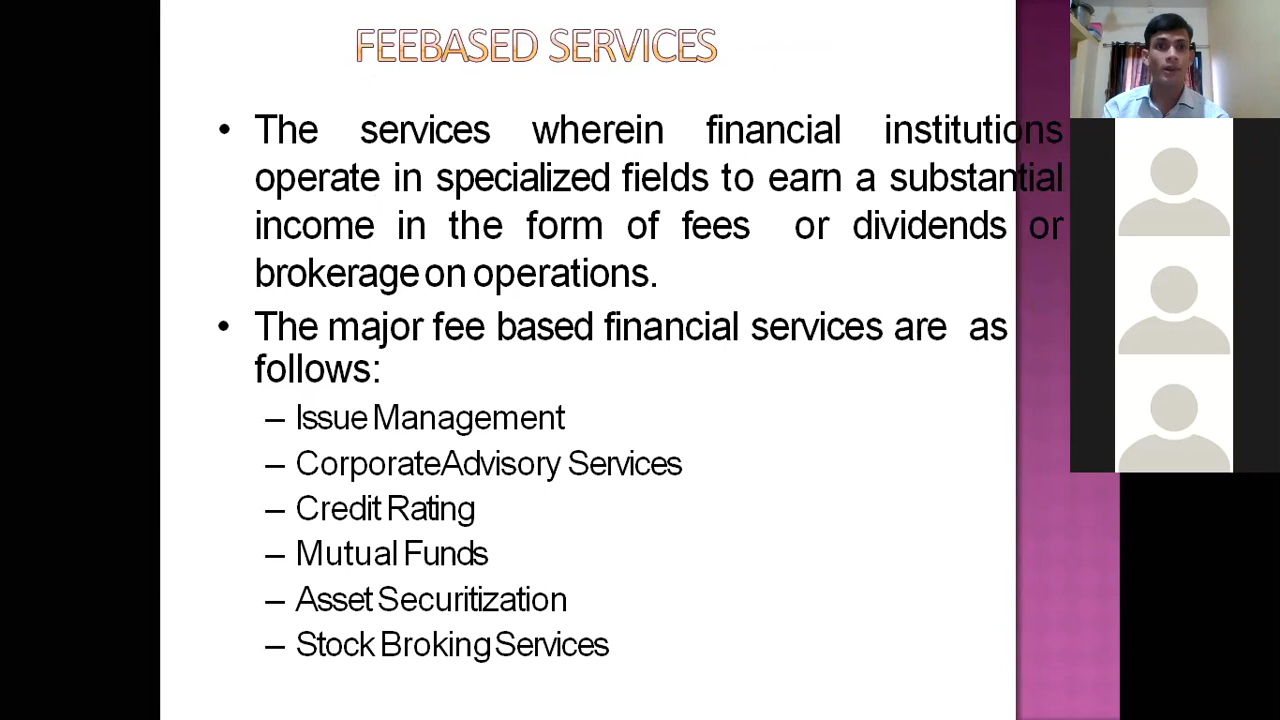 FEEBASED SERVICES
• The services wherein financial institutions
operate in specialized fields to earn a substantial
income in the form of fees or dividends or
brokerage on operations.
• The major fee based financial services are as
follows:
– Issue Management
– CorporateAdvisory Services
– Credit Rating
– Mutual Funds
– Asset Securitization
– Stock Broking Services